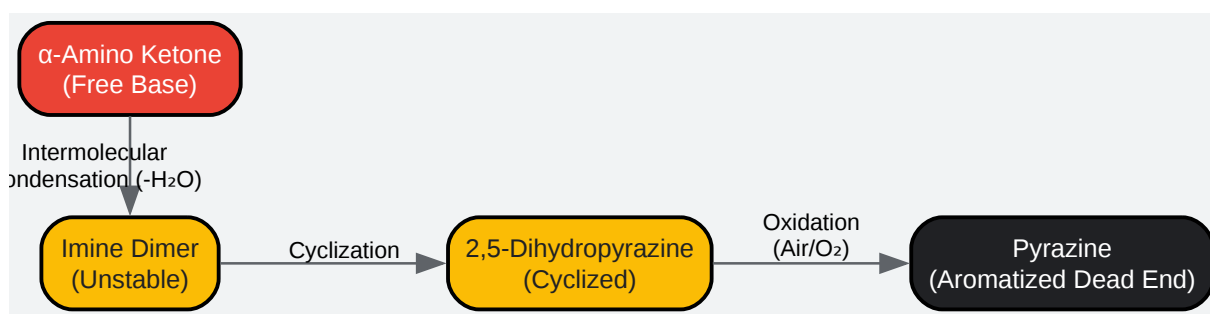 α-Amino Ketone
(Free Base)
Intermolecular
ondensation (-H₂O)
Imine Dimer
(Unstable)
Cyclization
2,5-Dihydropyrazine
(Cyclized)
Oxidation
(Air/O₂)
Pyrazine
(Aromatized Dead End)